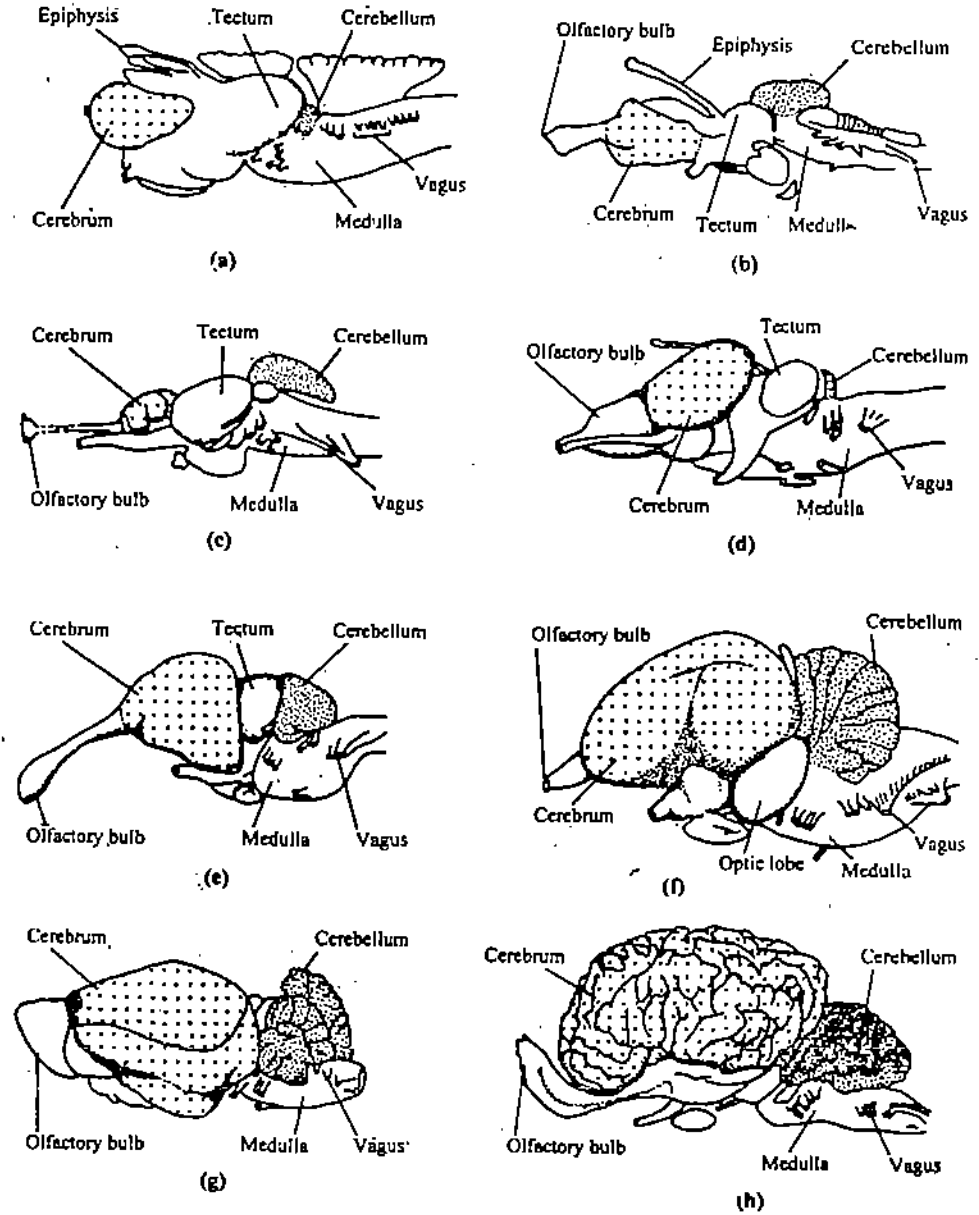 Epiphysis Tectum Cerebellum
Cerebrum Medulla Vagus
(a)
Olfactory bulb Epiphysis Cerebellum
Cerebrum Tectum Medulla Vagus
(b)
Cerebrum Tectum Cerebellum
Olfactory bulb Medulla Vagus
(c)
Olfactory bulb Tectum Cerebellum
Cerebrum Medulla Vagus
(d)
Cerebrum Tectum Cerebellum
Olfactory bulb Medulla Vagus
(e)
Olfactory bulb Cerebellum
Cerebrum Optic lobe Medulla Vagus
(f)
Cerebrum Cerebellum
Olfactory bulb Medulla Vagus
(g)
Cerebrum Cerebellum
Olfactory bulb Medulla Vagus
(h)